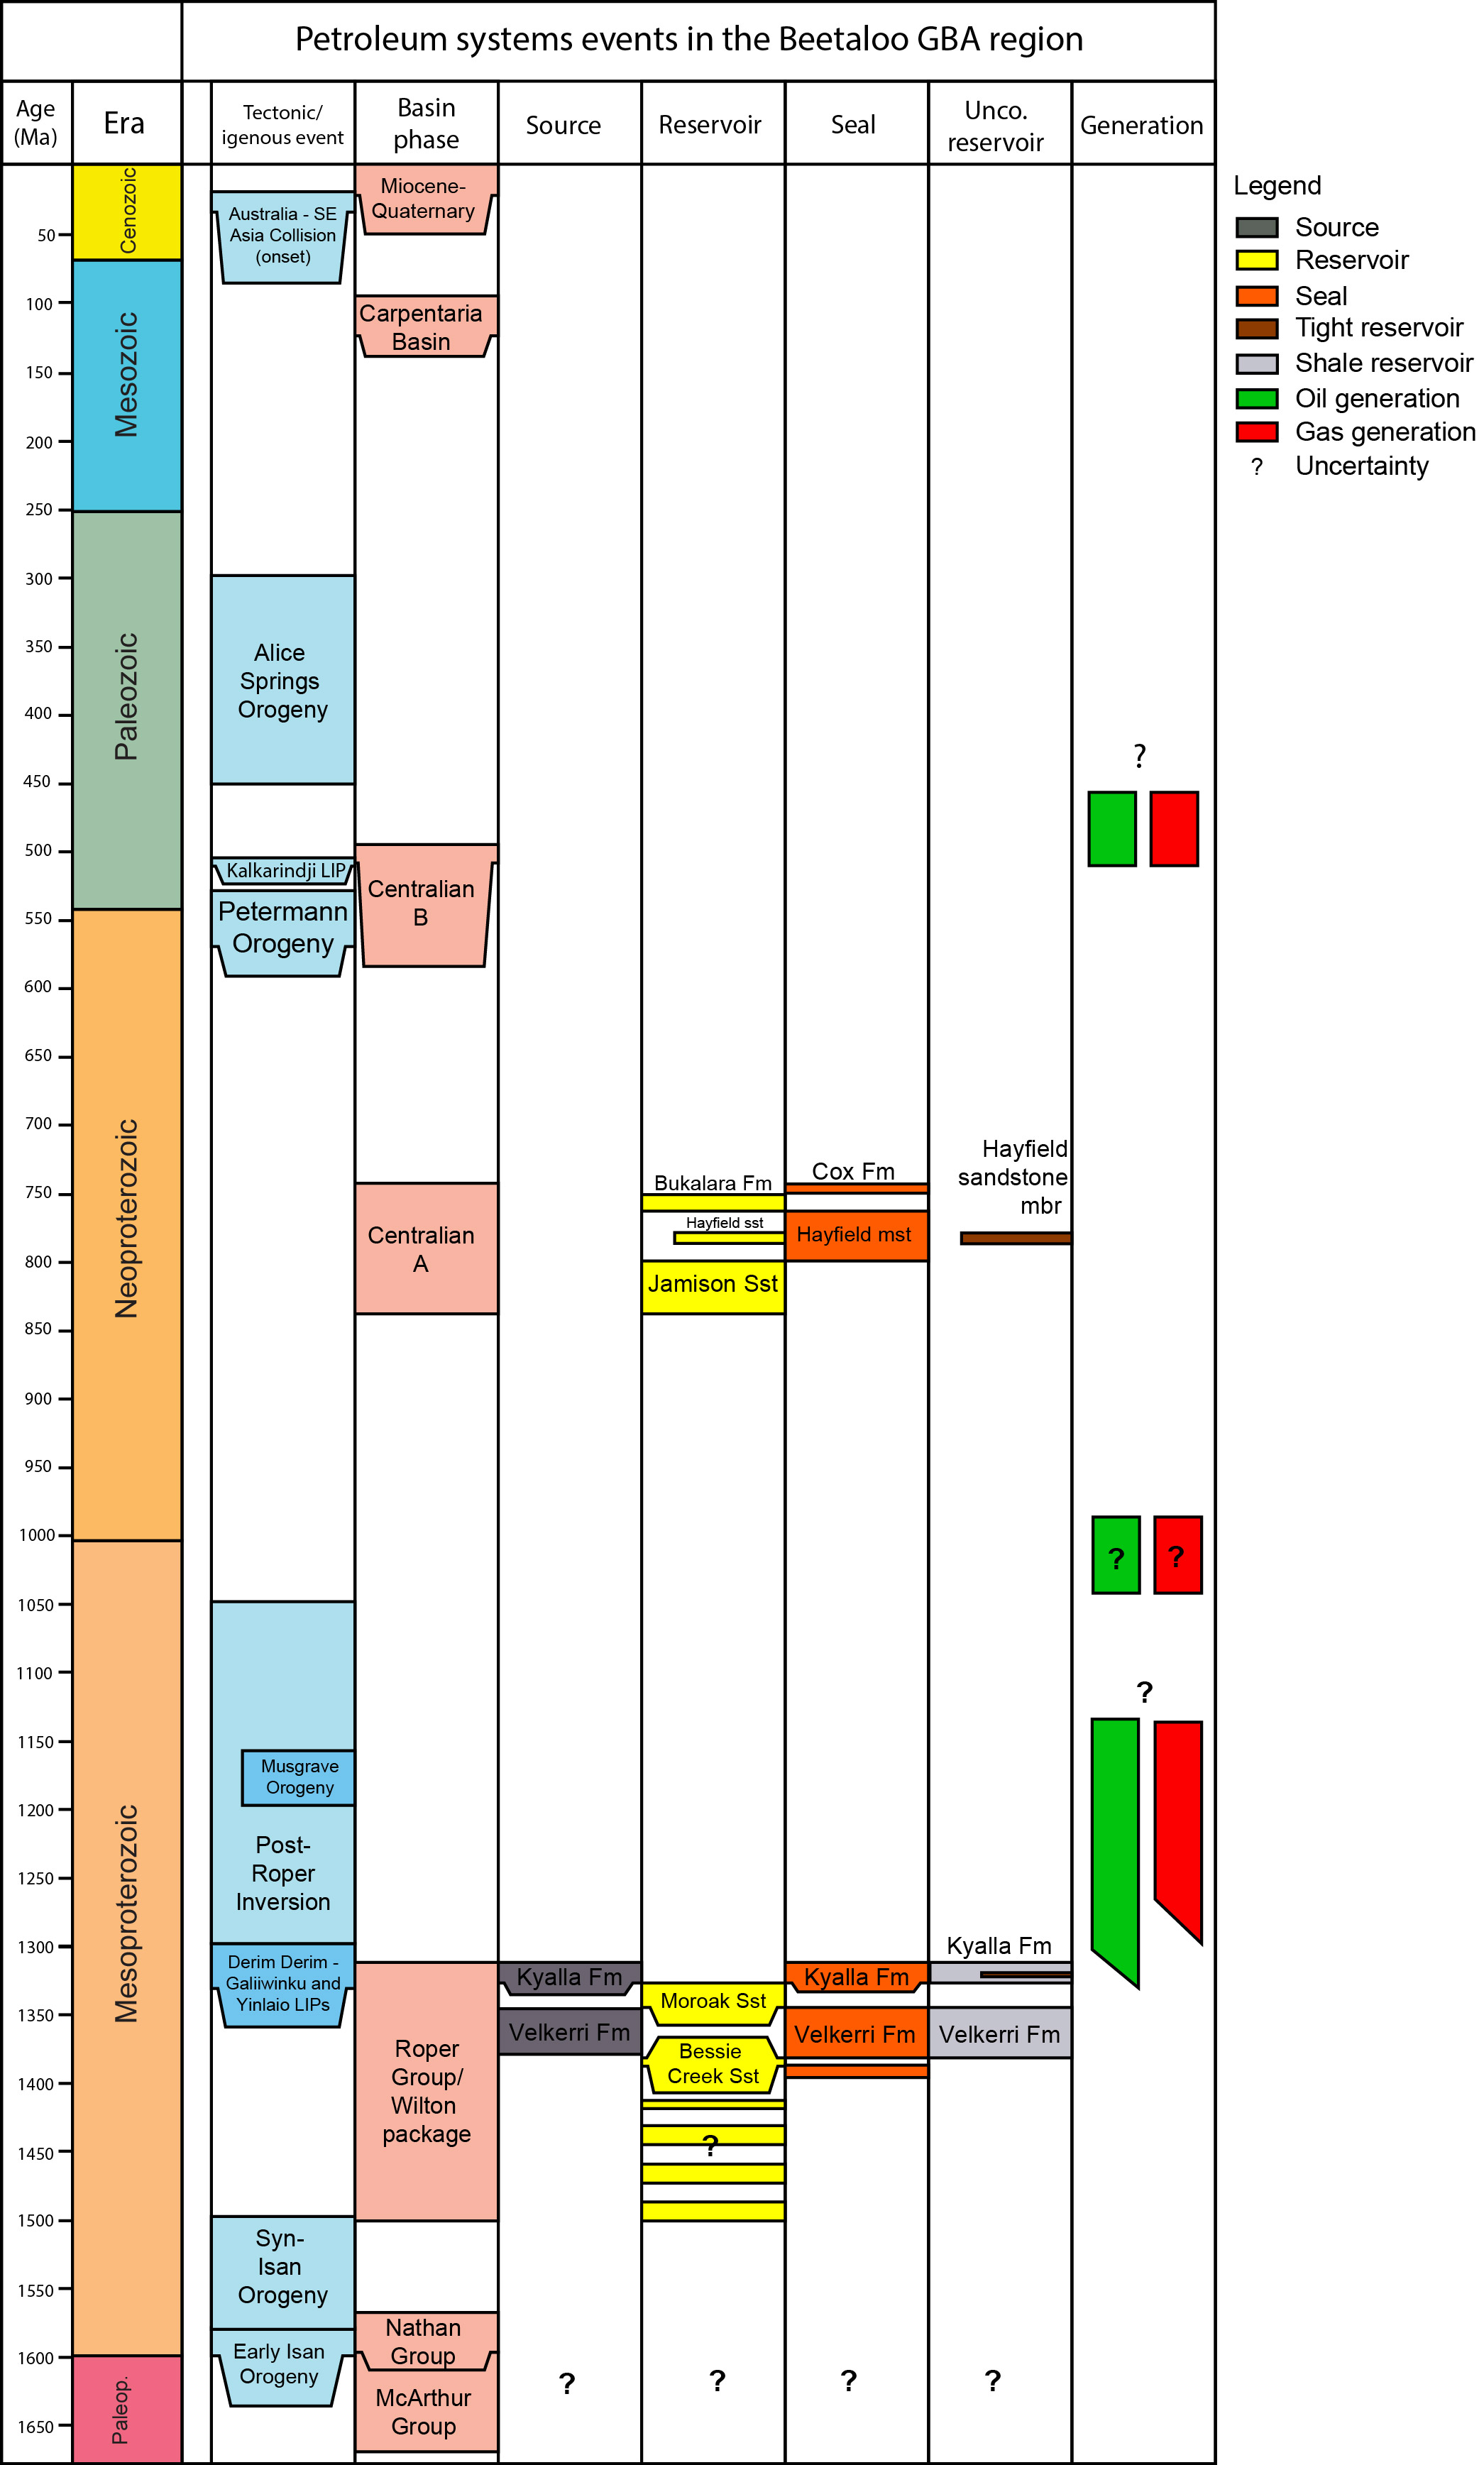 Petroleum systems events in the Beetaloo GBA region
Age
(Ma)
Era
Tectonic/
igenous event
Basin
phase
Source
Reservoir
Seal
Unco.
reservoir
Generation
Legend
Source
Reservoir
Seal
Tight reservoir
Shale reservoir
Oil generation
Gas generation
? Uncertainty
50
100
150
200
250
300
350
400
450
500
550
600
650
700
750
800
850
900
950
1000
1050
1100
1150
1200
1250
1300
1350
1400
1450
1500
1550
1600
1650
Cenozoic
Mesozoic
Paleozoic
Neoproterozoic
Mesoproterozoic
Paleop.
Australia - SE
Asia Collision
(onset)
Alice
Springs
Orogeny
Kalkarindji LIP
Petermann
Orogeny
Musgrave
Orogeny
Post-
Roper
Inversion
Derim Derim -
Galiiwinku and
Yinlaio LIPs
Syn-
Isan
Orogeny
Early Isan
Orogeny
Miocene-
Quaternary
Carpentaria
Basin
Centralian
B
Centralian
A
Roper
Group/
Wilton
package
Nathan
Group
McArthur
Group
Kyalla Fm
Velkerri Fm
?
Bukalara Fm
Hayfield sst
Jamison Sst
Moroak Sst
Bessie
Creek Sst
?
?
Cox Fm
Hayfield mst
Kyalla Fm
Velkerri Fm
?
Hayfield
sandstone
mbr
Kyalla Fm
Velkerri Fm
?
?
? ?
?